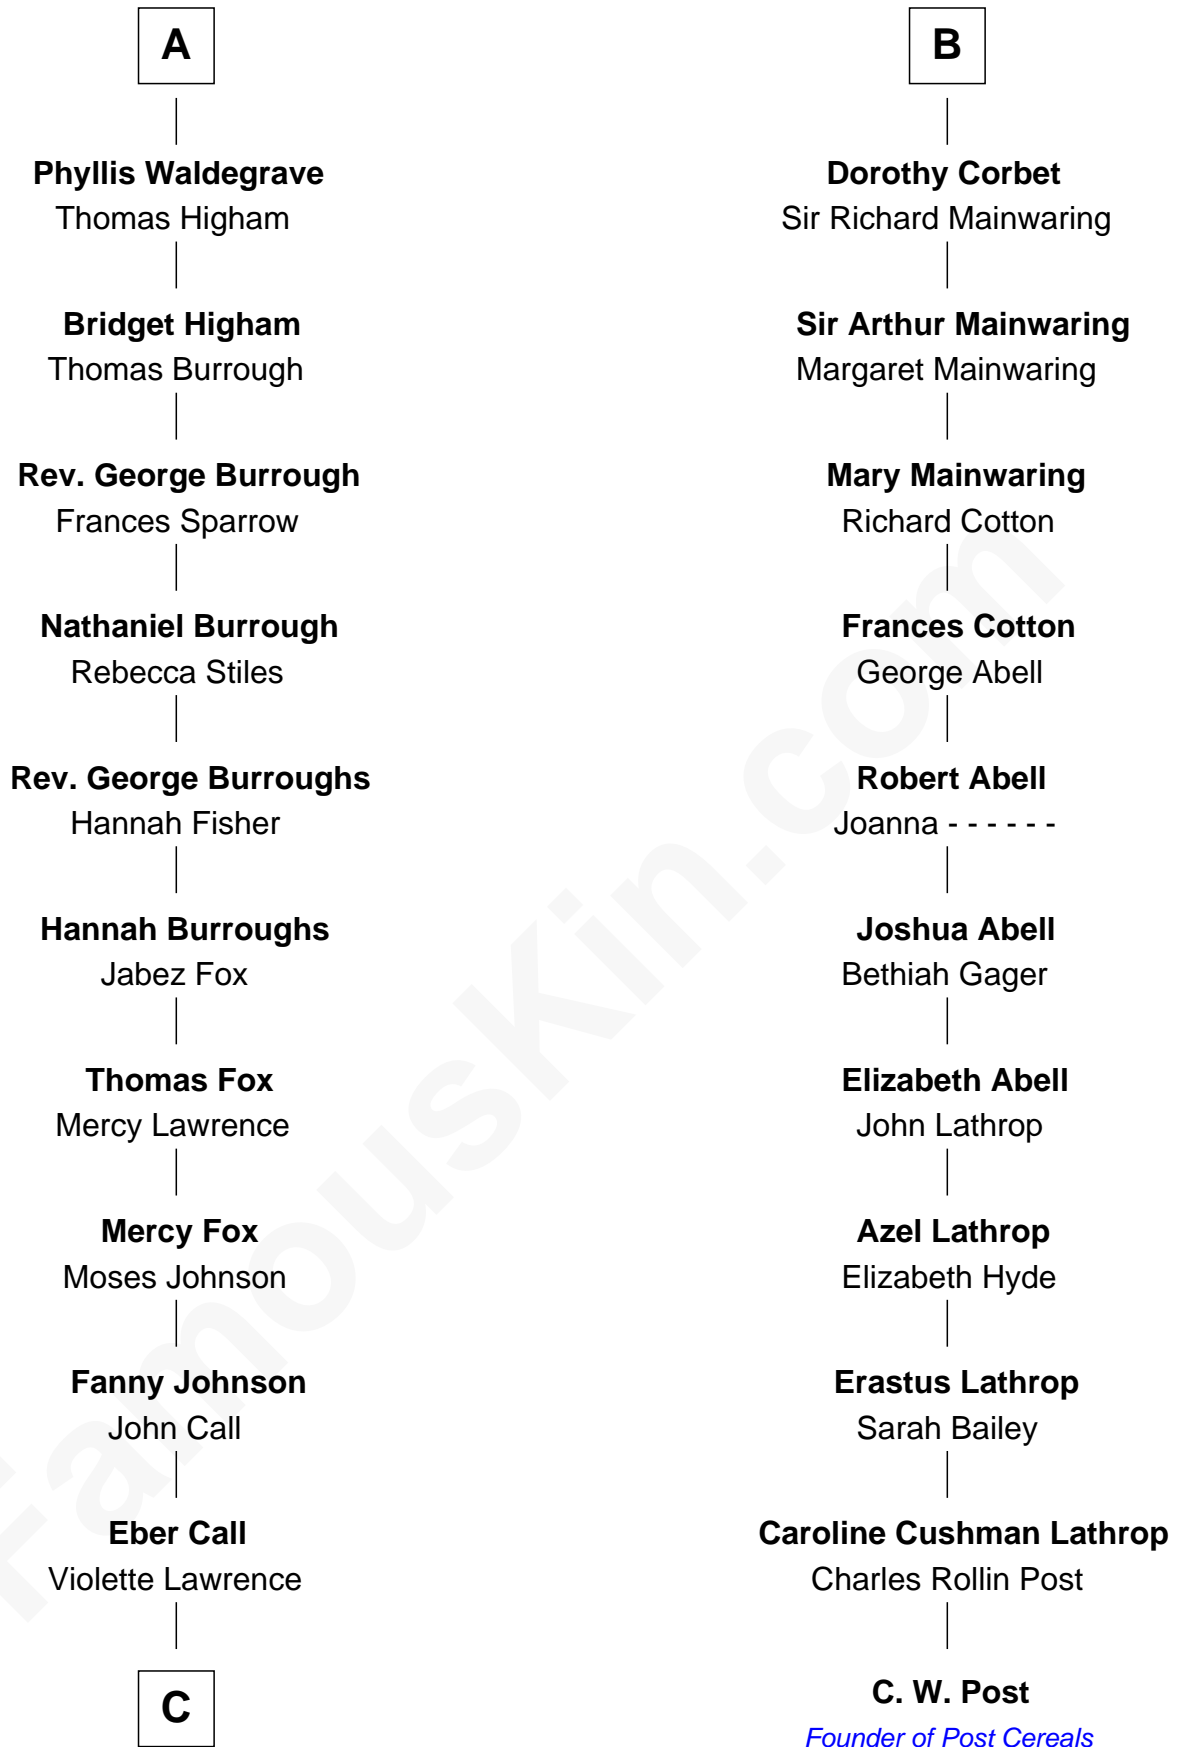 A
Phyllis Waldegrave
Thomas Higham
Bridget Higham
Thomas Burrough
Rev. George Burrough
Frances Sparrow
Nathaniel Burrough
Rebecca Stiles
Rev. George Burroughs
Hannah Fisher
Hannah Burroughs
Jabez Fox
Thomas Fox
Mercy Lawrence
Mercy Fox
Moses Johnson
Fanny Johnson
John Call
Eber Call
Violette Lawrence
C
B
Dorothy Corbet
Sir Richard Mainwaring
Sir Arthur Mainwaring
Margaret Mainwaring
Mary Mainwaring
Richard Cotton
Frances Cotton
George Abell
Robert Abell
Joanna - - - - - -
Joshua Abell
Bethiah Gager
Elizabeth Abell
John Lathrop
Azel Lathrop
Elizabeth Hyde
Erastus Lathrop
Sarah Bailey
Caroline Cushman Lathrop
Charles Rollin Post
C. W. Post
Founder of Post Cereals
FamousKin.com